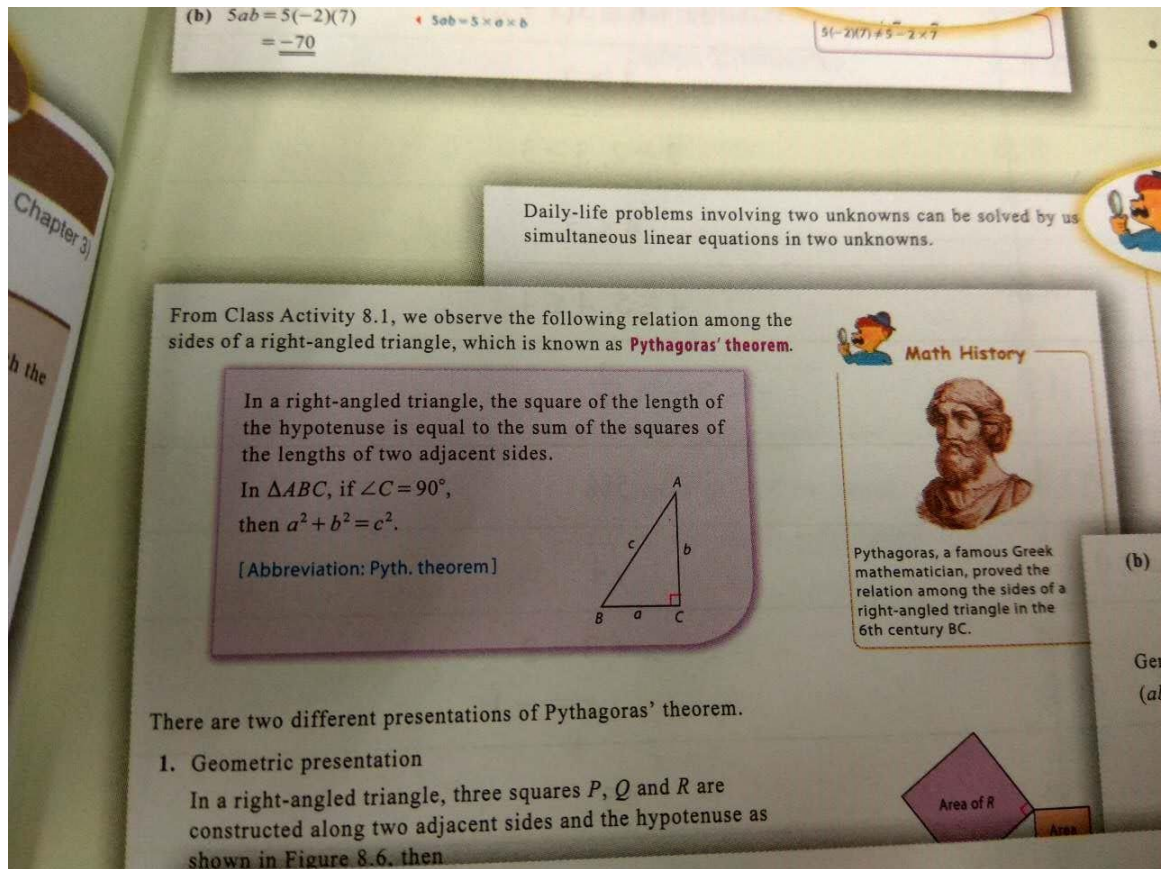 (b) 5ab = 5(−2)(7)
= −70
5ab = 5 × a × b
5(−2)(7) ≠ 5 − 2 × 7
Chapter 3)
h the
Daily-life problems involving two unknowns can be solved by us
simultaneous linear equations in two unknowns.
From Class Activity 8.1, we observe the following relation among the
sides of a right-angled triangle, which is known as Pythagoras' theorem.
In a right-angled triangle, the square of the length of
the hypotenuse is equal to the sum of the squares of
the lengths of two adjacent sides.
In ΔABC, if ∠C = 90°,
then a² + b² = c².
[Abbreviation: Pyth. theorem]
A
c
b
B
a
C
Math History
Pythagoras, a famous Greek
mathematician, proved the
relation among the sides of a
right-angled triangle in the
6th century BC.
(b)
Ge
(a
There are two different presentations of Pythagoras' theorem.
1. Geometric presentation
In a right-angled triangle, three squares P, Q and R are
constructed along two adjacent sides and the hypotenuse as
shown in Figure 8.6, then
Area of R
Area